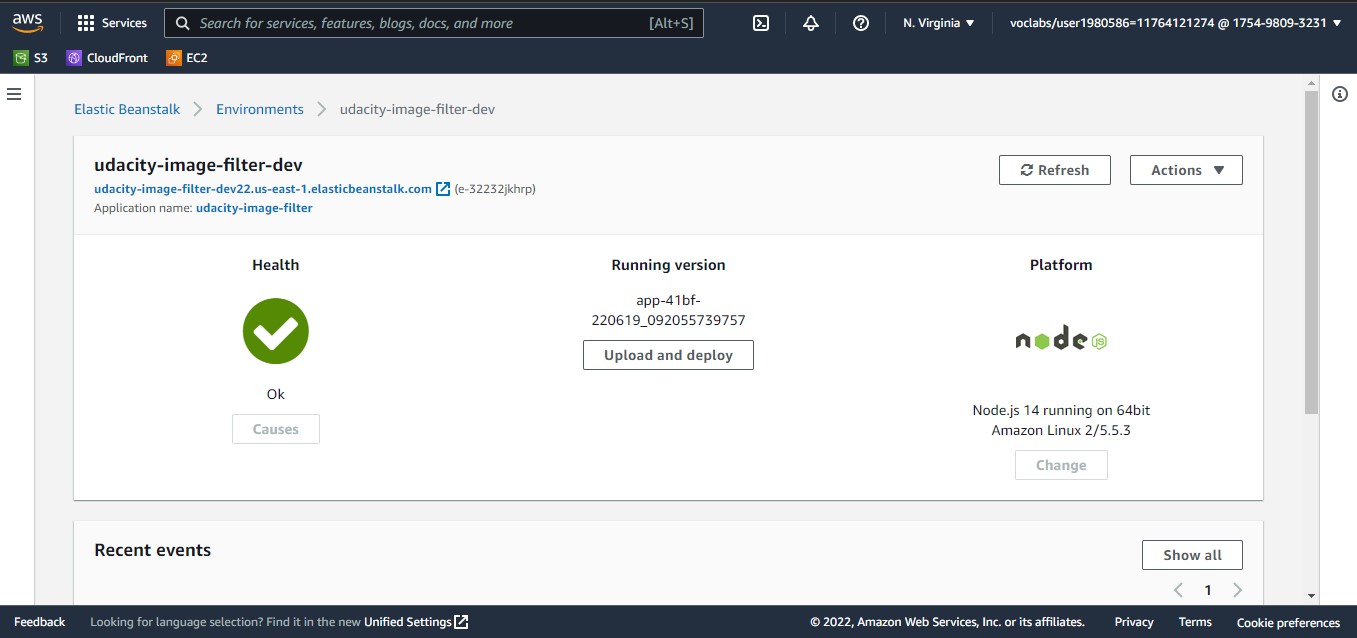 aws
Services
Search for services, features, blogs, docs, and more
[Alt+S]
N. Virginia
voclabs/user1980586=11764121274 @ 1754-9809-3231
S3
CloudFront
EC2
Elastic Beanstalk
Environments
udacity-image-filter-dev
udacity-image-filter-dev
udacity-image-filter-dev22.us-east-1.elasticbeanstalk.com (e-32232jkhrp)
Application name: udacity-image-filter
Refresh
Actions
Health
Running version
Platform
app-41bf-
220619_092055739757
Upload and deploy
node JS
Ok
Causes
Node.js 14 running on 64bit
Amazon Linux 2/5.5.3
Change
Recent events
Show all
1
Feedback
Looking for language selection? Find it in the new Unified Settings
© 2022, Amazon Web Services, Inc. or its affiliates.
Privacy
Terms
Cookie preferences